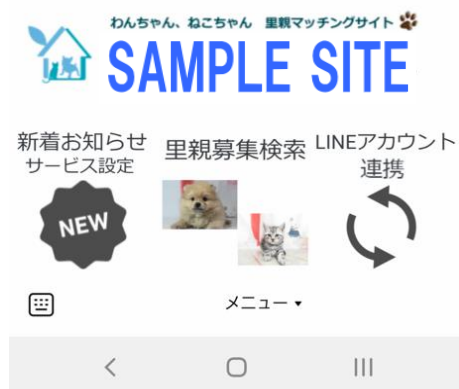 わんちゃん、ねこちゃん 里親マッチングサイト
SAMPLE SITE
新着お知らせ
サービス設定
NEW
里親募集検索
LINEアカウント
連携
メニュー ▾